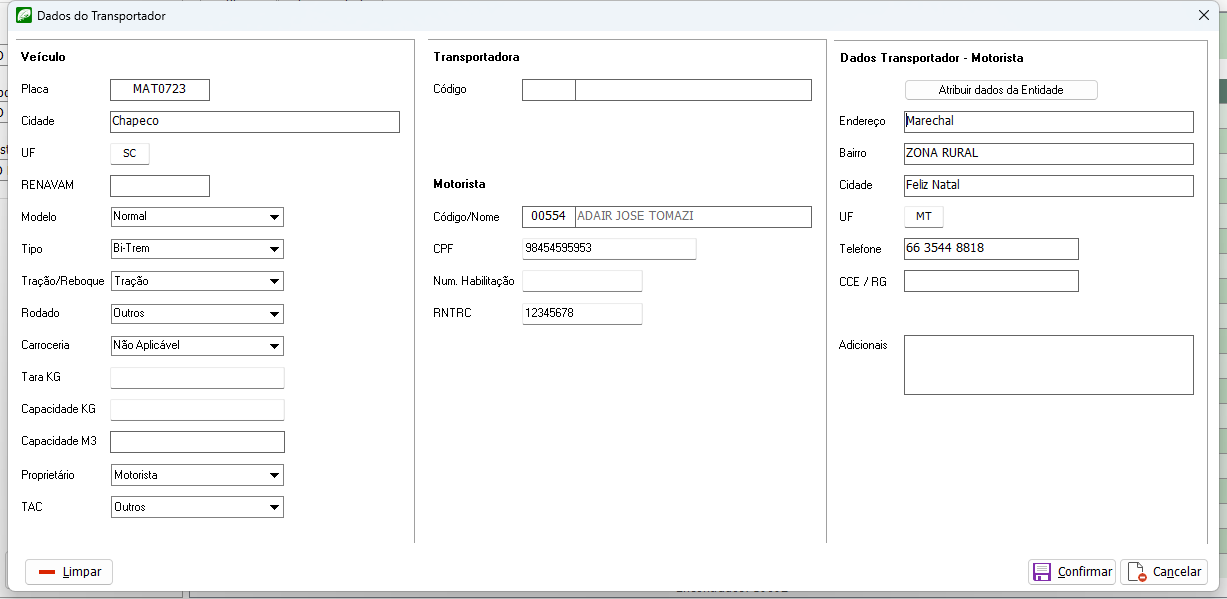 Dados do Transportador
Veículo
Placa MAT0723
Cidade Chapeco
UF SC
RENAVAM
Modelo Normal
Tipo Bi-Trem
Tração/Reboque Tração
Rodado Outros
Carroceria Não Aplicável
Tara KG
Capacidade KG
Capacidade M3
Proprietário Motorista
TAC Outros
Transportadora
Código
Motorista
Código/Nome 00554 ADAIR JOSE TOMAZI
CPF 98454595953
Num. Habilitação
RNTRC 12345678
Dados Transportador - Motorista
Atribuir dados da Entidade
Endereço Marechal
Bairro ZONA RURAL
Cidade Feliz Natal
UF MT
Telefone 66 3544 8818
CCE / RG
Adicionais
Limpar
Confirmar
Cancelar